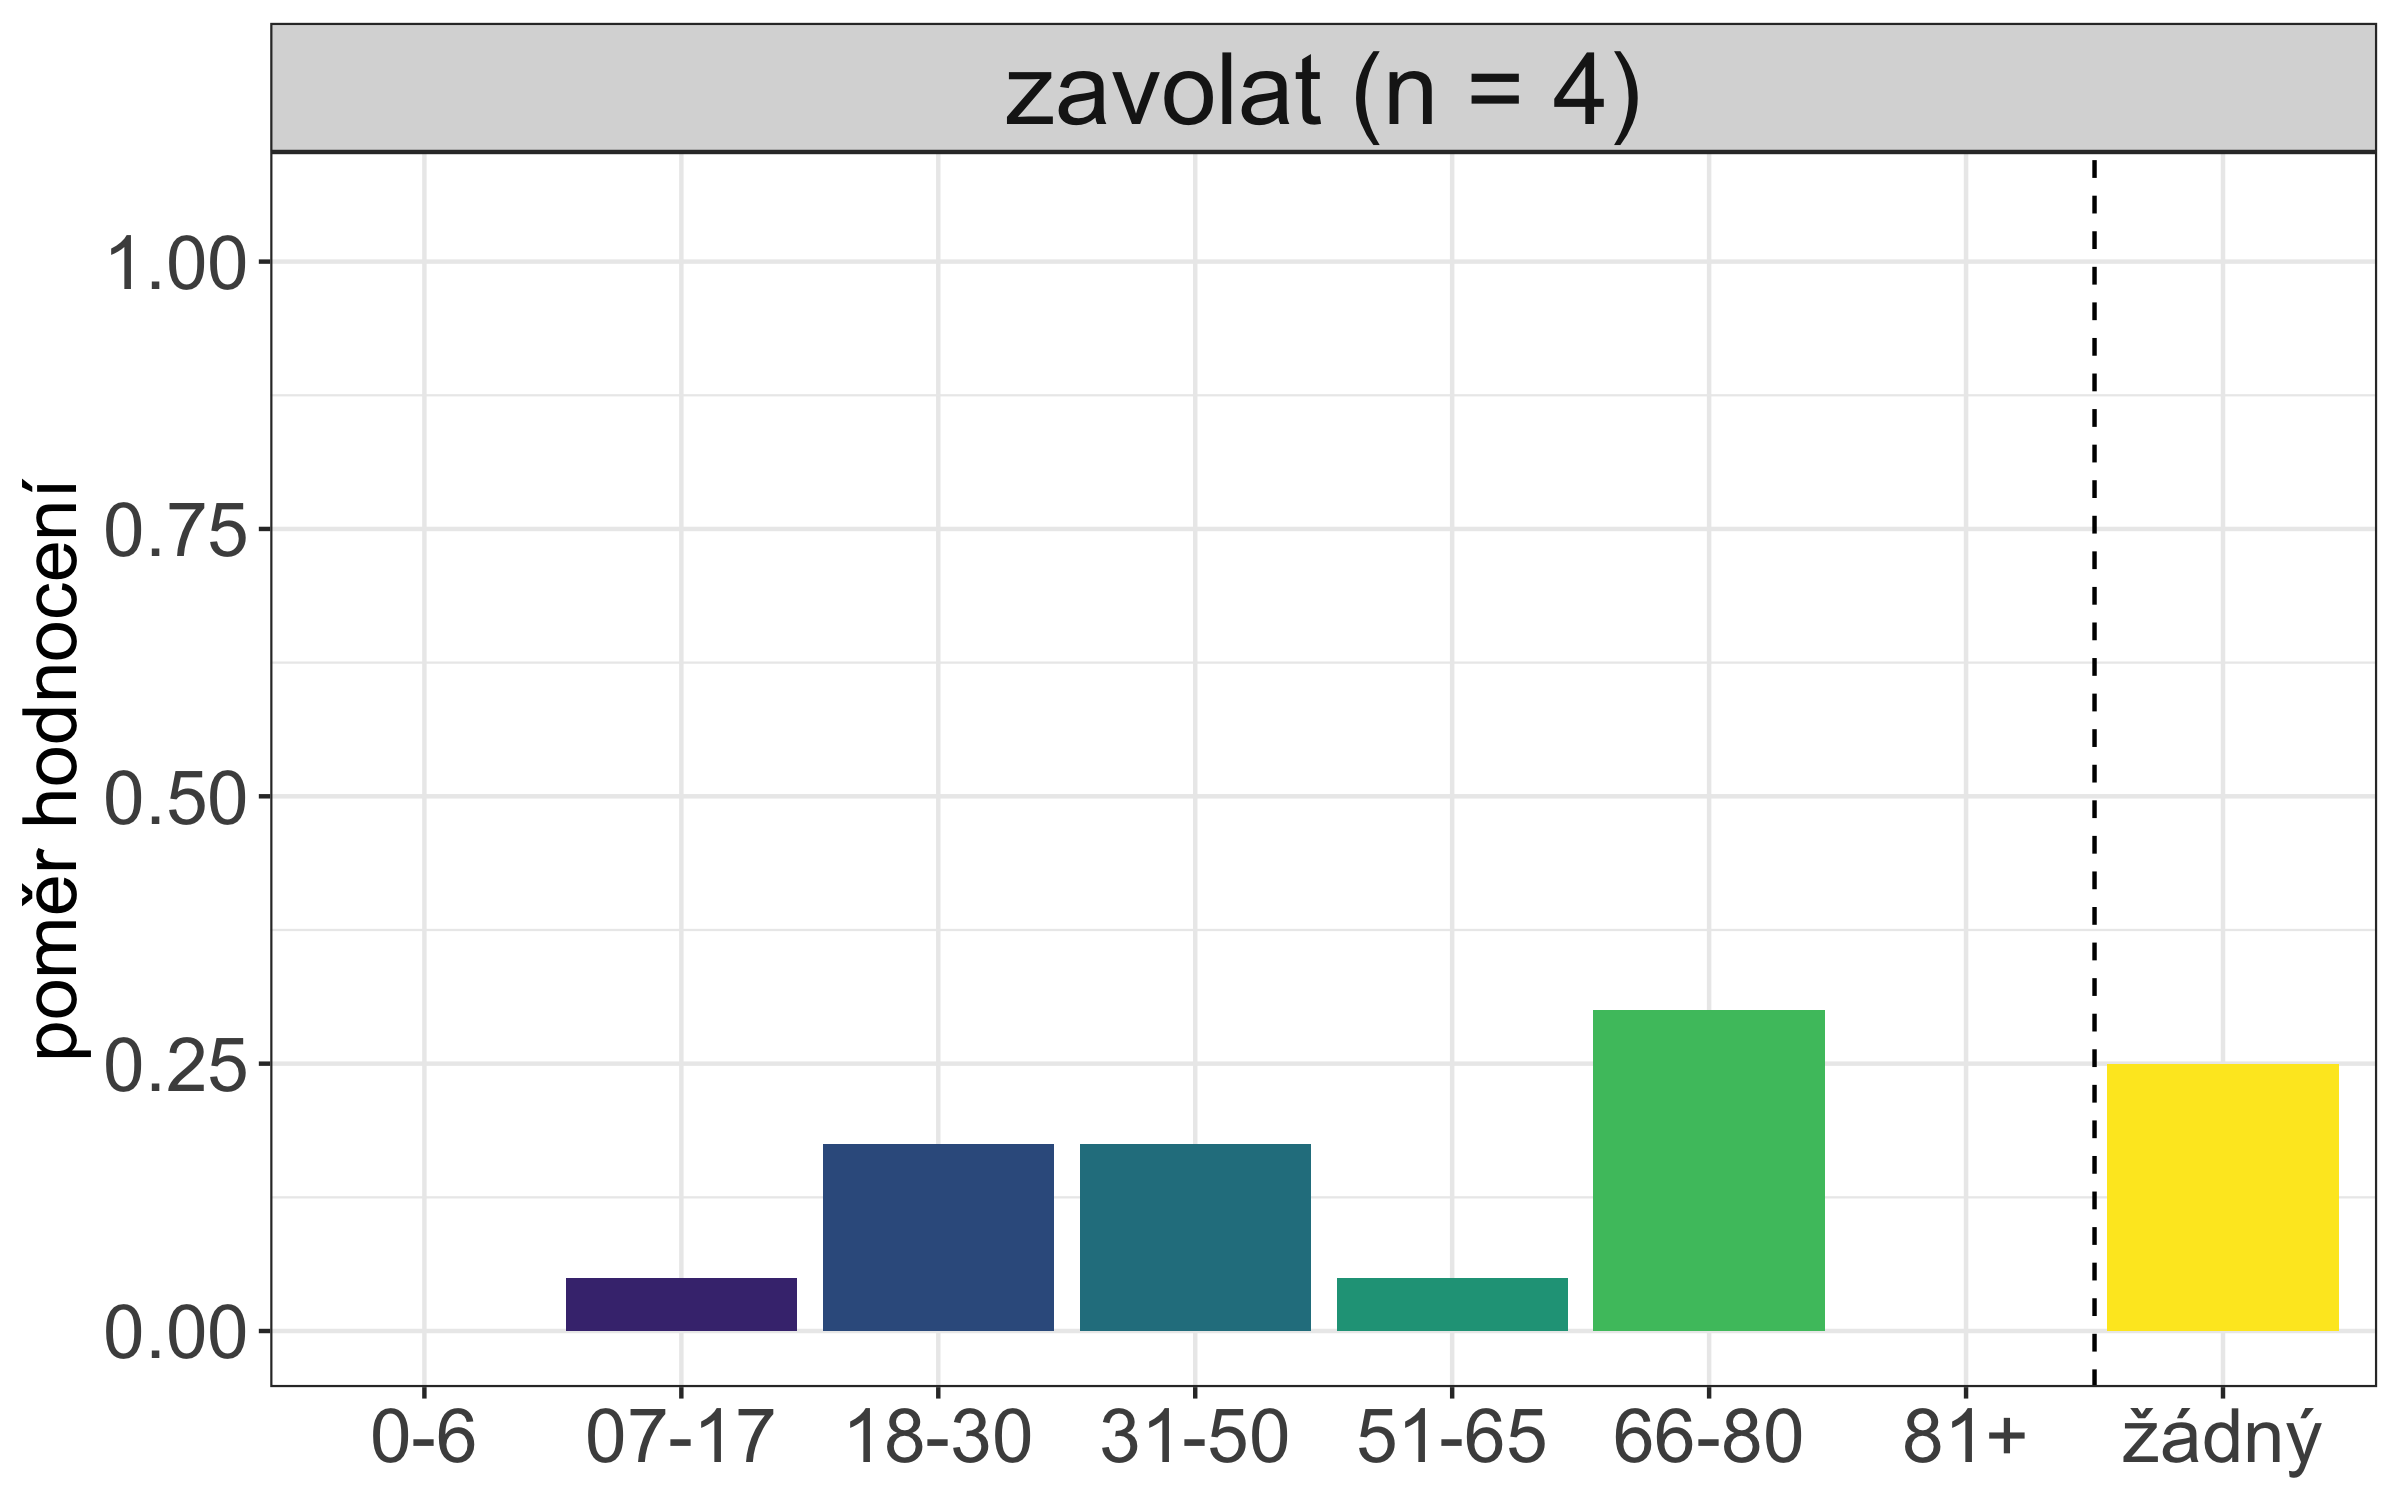 zavolat (n = 4)
poměr hodnocení
1.00
0.75
0.50
0.25
0.00
0-6 07-17 18-30 31-50 51-65 66-80 81+ žádný